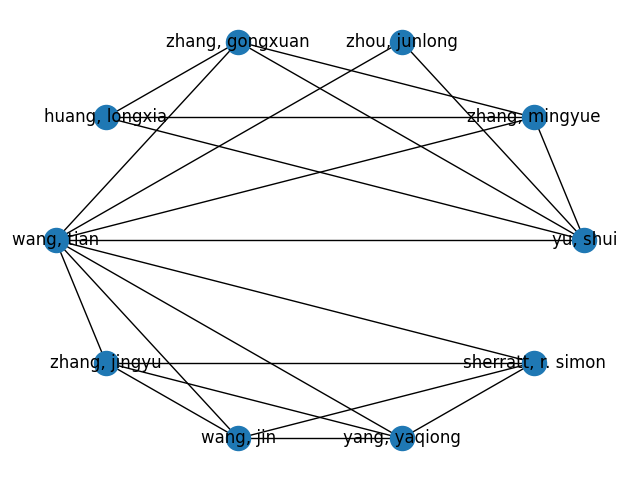 zhang, gongxuan
zhou, junlong
huang, longxia
zhang, mingyue
wang, tian
yu, shui
zhang, jingyu
sherratt, r. simon
wang, jin
yang, yaqiong